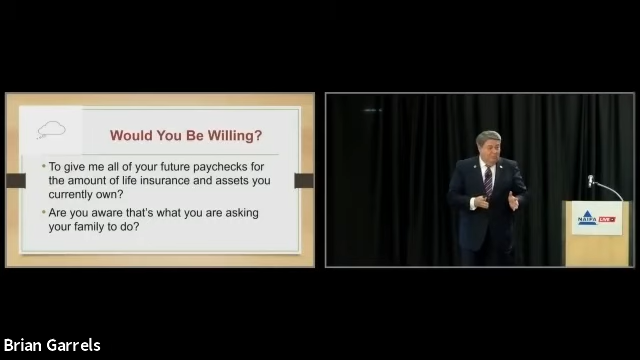 Would You Be Willing?
• To give me all of your future paychecks for
the amount of life insurance and assets you
currently own?
• Are you aware that's what you are asking
your family to do?
NAIFA LIVE
Brian Garrels